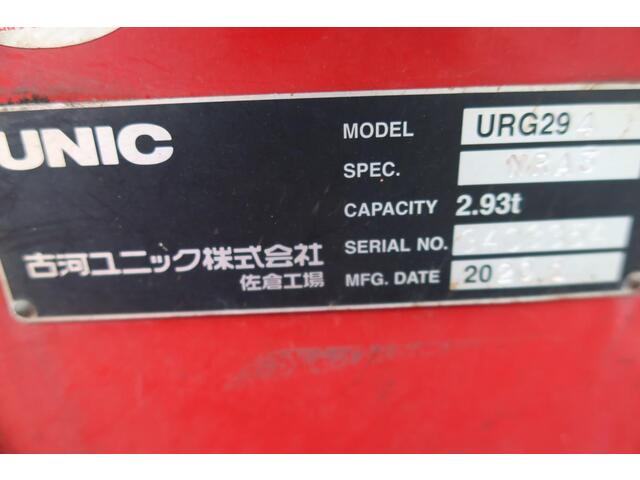 UNIC
古河ユニック株式会社
佐倉工場
MODEL URG294
SPEC.
CAPACITY 2.93t
SERIAL NO.
MFG. DATE